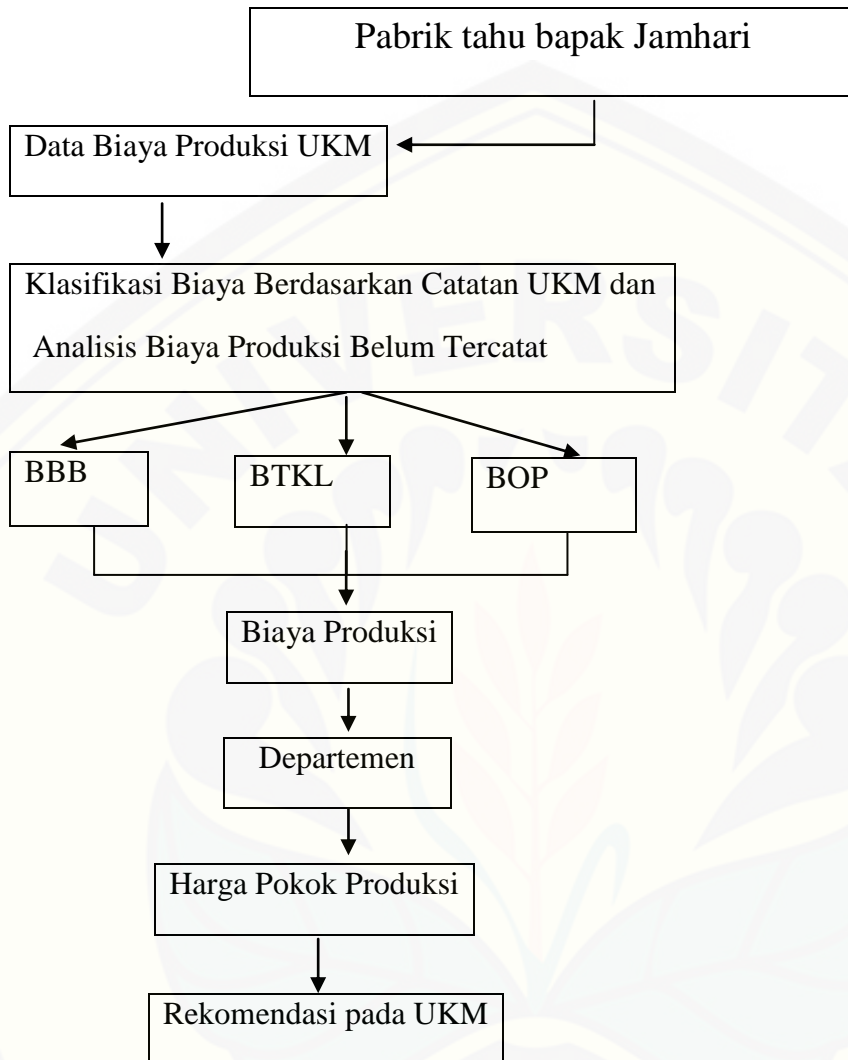 Pabrik tahu bapak Jamhari
Data Biaya Produksi UKM
Klasifikasi Biaya Berdasarkan Catatan UKM dan
Analisis Biaya Produksi Belum Tercatat
BBB
BTKL
BOP
Biaya Produksi
Departemen
Harga Pokok Produksi
Rekomendasi pada UKM